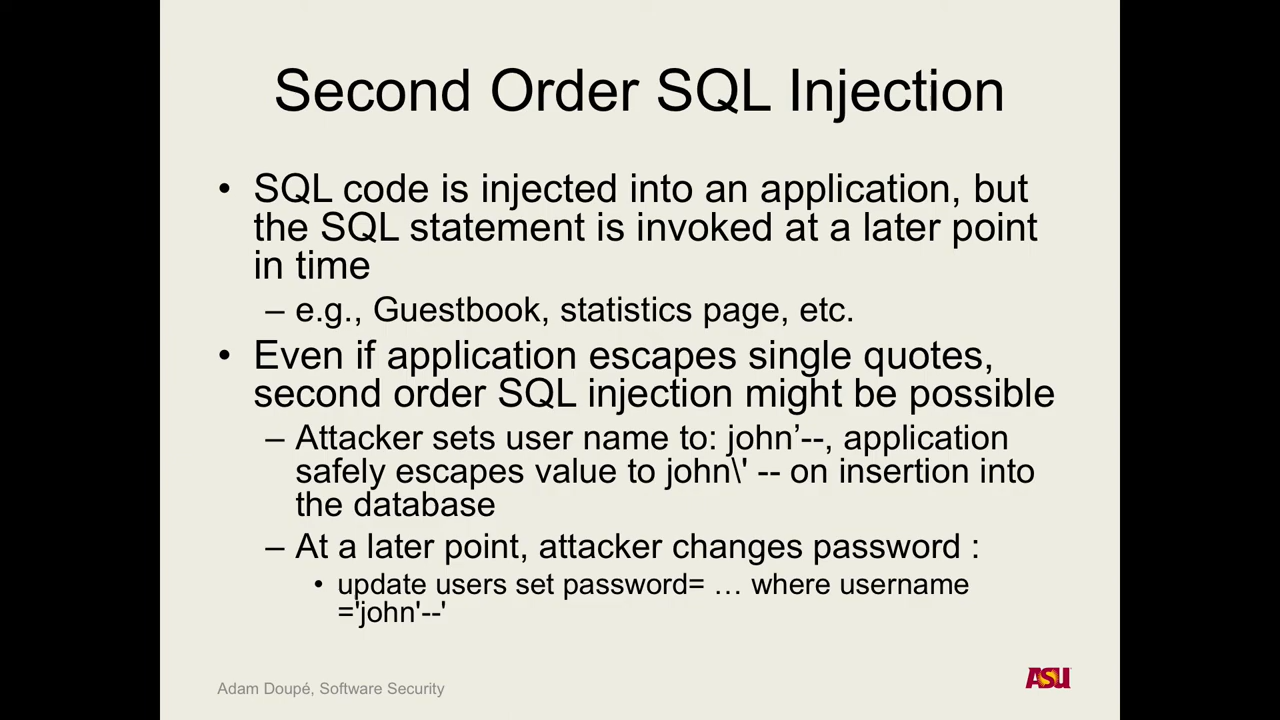 Second Order SQL Injection
• SQL code is injected into an application, but
the SQL statement is invoked at a later point
in time
– e.g., Guestbook, statistics page, etc.
• Even if application escapes single quotes,
second order SQL injection might be possible
– Attacker sets user name to: john’--, application
safely escapes value to john\' -- on insertion into
the database
– At a later point, attacker changes password :
• update users set password= … where username
='john'--'
Adam Doupé, Software Security
ASU